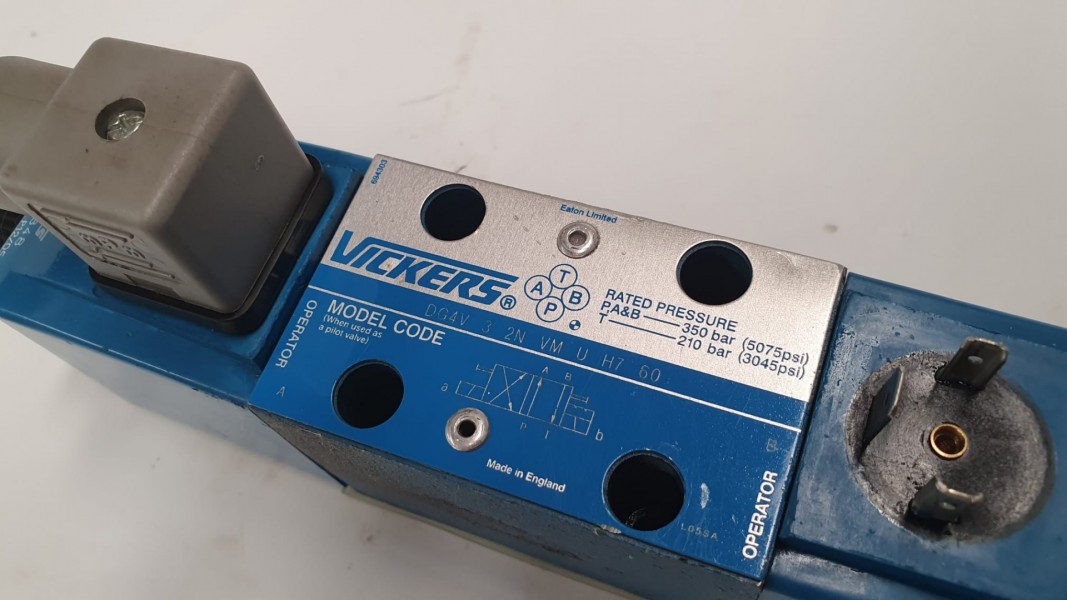 694303
Eaton Limited
VICKERS®
T
A B
P
RATED PRESSURE
P,A&B 350 bar (5075psi)
T 210 bar (3045psi)
MODEL CODE
(When used as
a pilot valve)
DG4V 3 2N VM U H7 60
OPERATOR
A
A B
a
b
P T
Made in England
B
OPERATOR